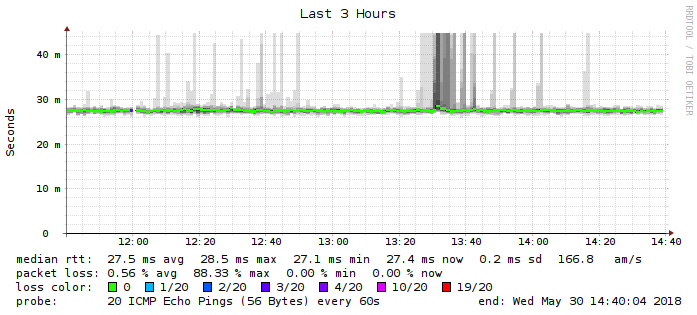 Last 3 Hours
RRDTOOL / TOBI OETIKER
Seconds
40 m
30 m
20 m
10 m
0
12:00 12:20 12:40 13:00 13:20 13:40 14:00 14:20 14:40
median rtt: 27.5 ms avg 28.5 ms max 27.1 ms min 27.4 ms now 0.2 ms sd 166.8 am/s
packet loss: 0.56 % avg 88.33 % max 0.00 % min 0.00 % now
loss color: 0 1/20 2/20 3/20 4/20 10/20 19/20
probe: 20 ICMP Echo Pings (56 Bytes) every 60s end: Wed May 30 14:40:04 2018